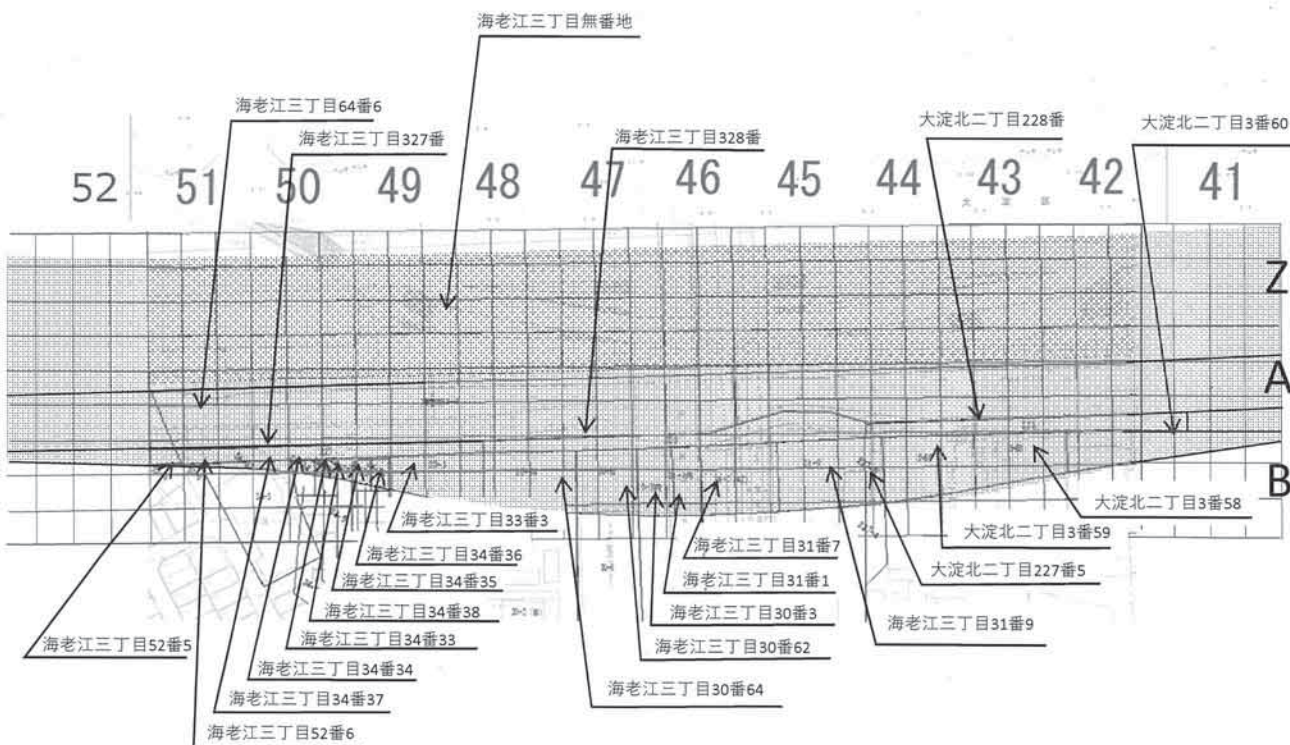 海老江三丁目無番地
海老江三丁目64番6
海老江三丁目327番
海老江三丁目328番
大淀北二丁目228番
大淀北二丁目3番60
52 51 50 49 48 47 46 45 44 43 42 41
大淀区
Z
A
B
海老江三丁目33番3
海老江三丁目34番36
海老江三丁目34番35
海老江三丁目34番38
海老江三丁目34番33
海老江三丁目34番34
海老江三丁目34番37
海老江三丁目52番6
海老江三丁目52番5
海老江三丁目31番7
海老江三丁目31番1
海老江三丁目30番3
海老江三丁目30番62
海老江三丁目30番64
大淀北二丁目3番58
大淀北二丁目3番59
大淀北二丁目227番5
海老江三丁目31番9